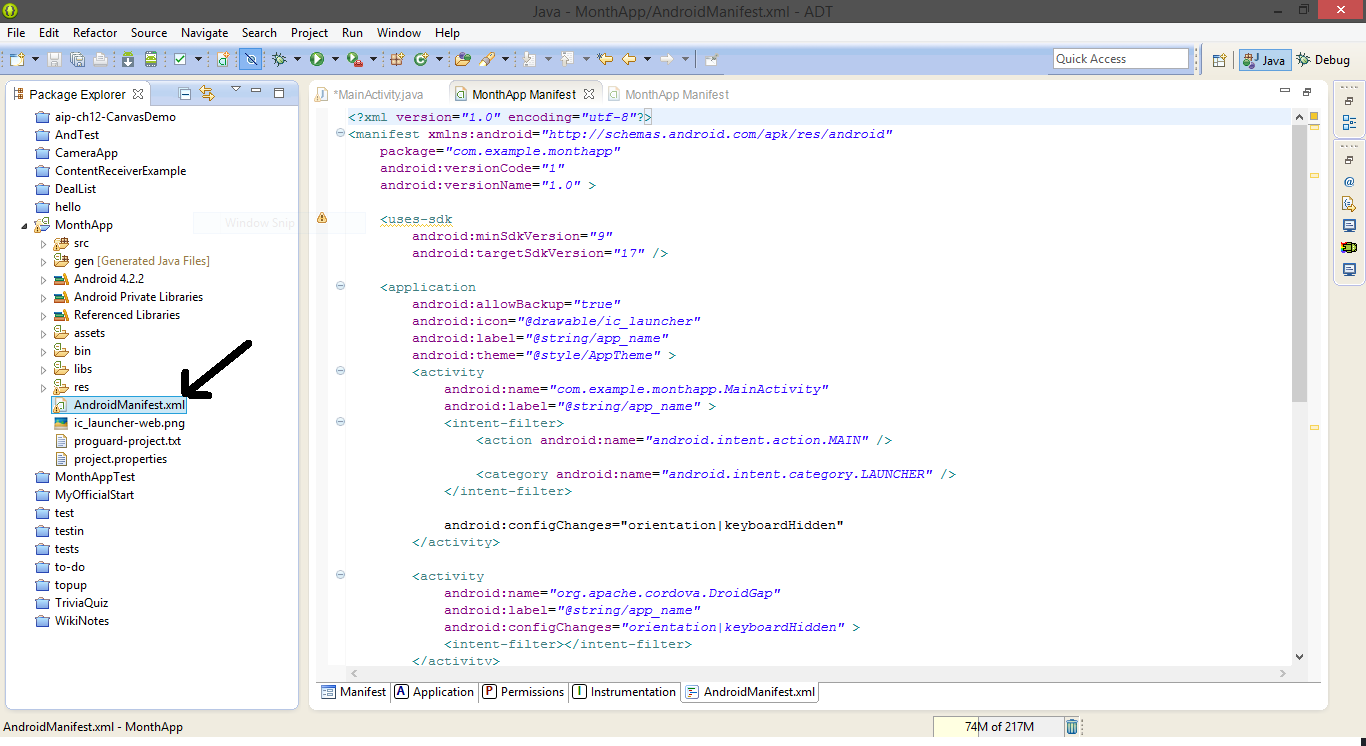 Java - MonthApp/AndroidManifest.xml - ADT
File Edit Refactor Source Navigate Search Project Run Window Help
Quick Access
Java
Debug
Package Explorer
aip-ch12-CanvasDemo
AndTest
CameraApp
ContentReceiverExample
DealList
hello
MonthApp
src
gen [Generated Java Files]
Android 4.2.2
Android Private Libraries
Referenced Libraries
assets
bin
libs
res
AndroidManifest.xml
ic_launcher-web.png
proguard-project.txt
project.properties
MonthAppTest
MyOfficialStart
test
testin
tests
to-do
topup
TriviaQuiz
WikiNotes
Window Snip
*MainActivity.java
MonthApp Manifest
MonthApp Manifest
<?xml version="1.0" encoding="utf-8"?>
<manifest xmlns:android="http://schemas.android.com/apk/res/android"
package="com.example.monthapp"
android:versionCode="1"
android:versionName="1.0" >
<uses-sdk
android:minSdkVersion="9"
android:targetSdkVersion="17" />
<application
android:allowBackup="true"
android:icon="@drawable/ic_launcher"
android:label="@string/app_name"
android:theme="@style/AppTheme" >
<activity
android:name="com.example.monthapp.MainActivity"
android:label="@string/app_name" >
<intent-filter>
<action android:name="android.intent.action.MAIN" />
<category android:name="android.intent.category.LAUNCHER" />
</intent-filter>
android:configChanges="orientation|keyboardHidden"
</activity>
<activity
android:name="org.apache.cordova.DroidGap"
android:label="@string/app_name"
android:configChanges="orientation|keyboardHidden" >
<intent-filter></intent-filter>
</activity>
Manifest
A Application
P Permissions
I Instrumentation
AndroidManifest.xml
AndroidManifest.xml - MonthApp
74M of 217M